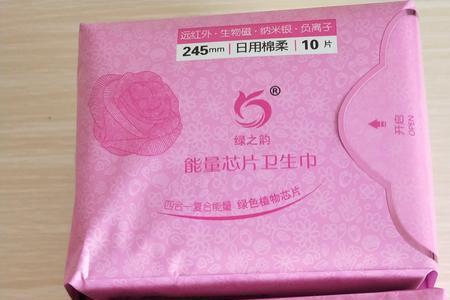 远红外·生物磁·纳米银·负离子
245mm 日用棉柔 10片
®
绿之韵
能量芯片卫生巾
四合一复合能量 绿色植物芯片
开启
OPEN